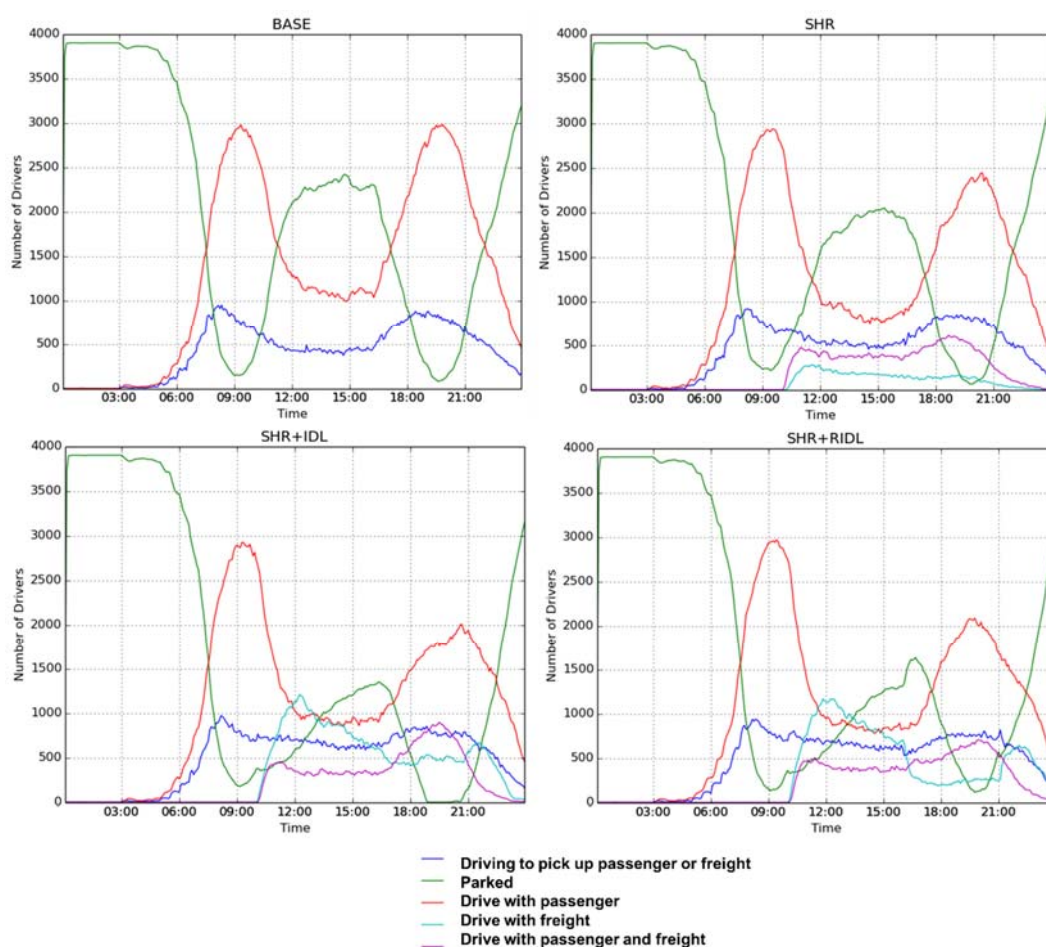 BASE
4000
3500
3000
2500
2000
1500
1000
500
0
Number of Drivers
03:00 06:00 09:00 12:00 15:00 18:00 21:00
Time
SHR
4000
3500
3000
2500
2000
1500
1000
500
0
Number of Drivers
03:00 06:00 09:00 12:00 15:00 18:00 21:00
Time
SHR+IDL
4000
3500
3000
2500
2000
1500
1000
500
0
Number of Drivers
03:00 06:00 09:00 12:00 15:00 18:00 21:00
Time
SHR+RIDL
4000
3500
3000
2500
2000
1500
1000
500
0
Number of Drivers
03:00 06:00 09:00 12:00 15:00 18:00 21:00
Time
Driving to pick up passenger or freight
Parked
Drive with passenger
Drive with freight
Drive with passenger and freight